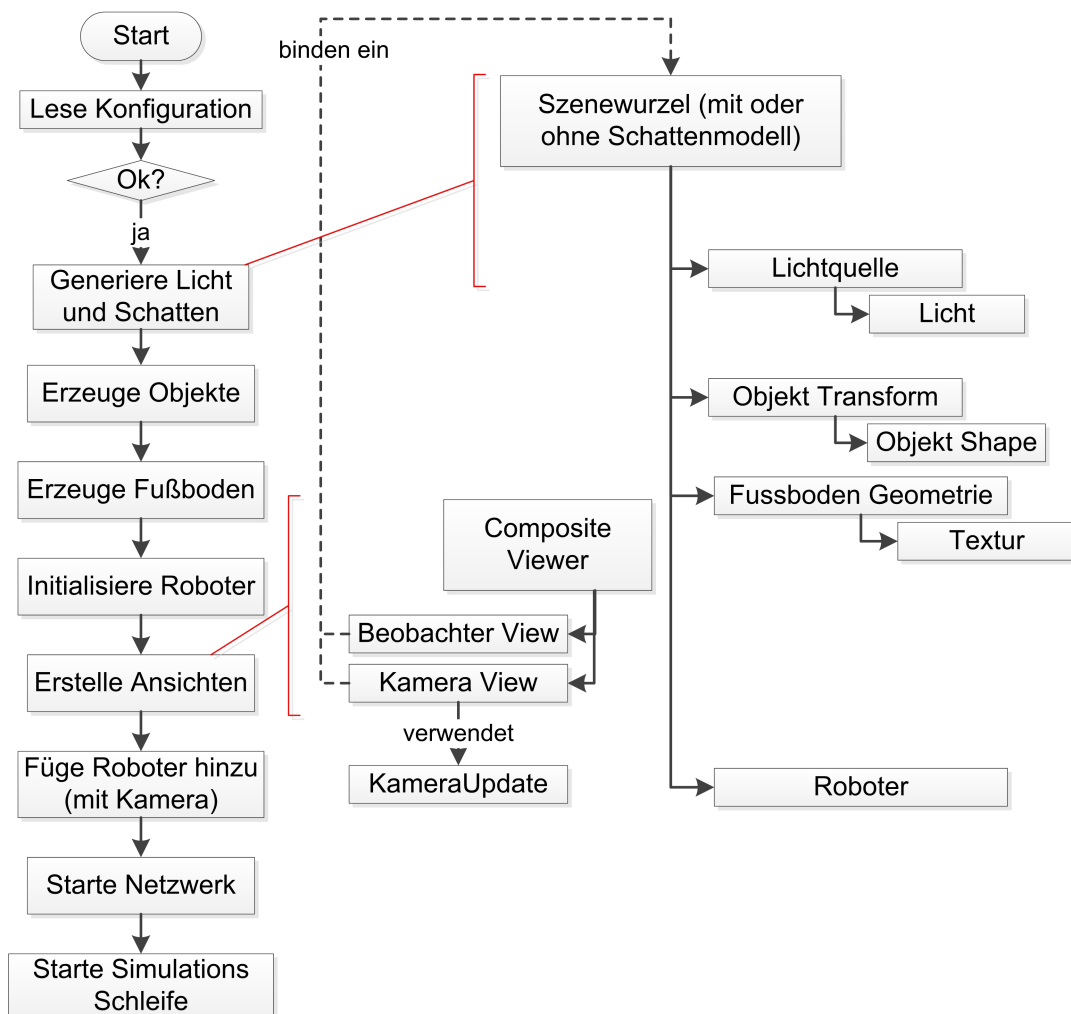 Start
Lese Konfiguration
Ok?
ja
Generiere Licht
und Schatten
Erzeuge Objekte
Erzeuge Fußboden
Initialisiere Roboter
Erstelle Ansichten
Füge Roboter hinzu
(mit Kamera)
Starte Netzwerk
Starte Simulations
Schleife
binden ein
Composite
Viewer
Beobachter View
Kamera View
verwendet
KameraUpdate
Szenewurzel (mit oder
ohne Schattenmodell)
Lichtquelle
Licht
Objekt Transform
Objekt Shape
Fussboden Geometrie
Textur
Roboter